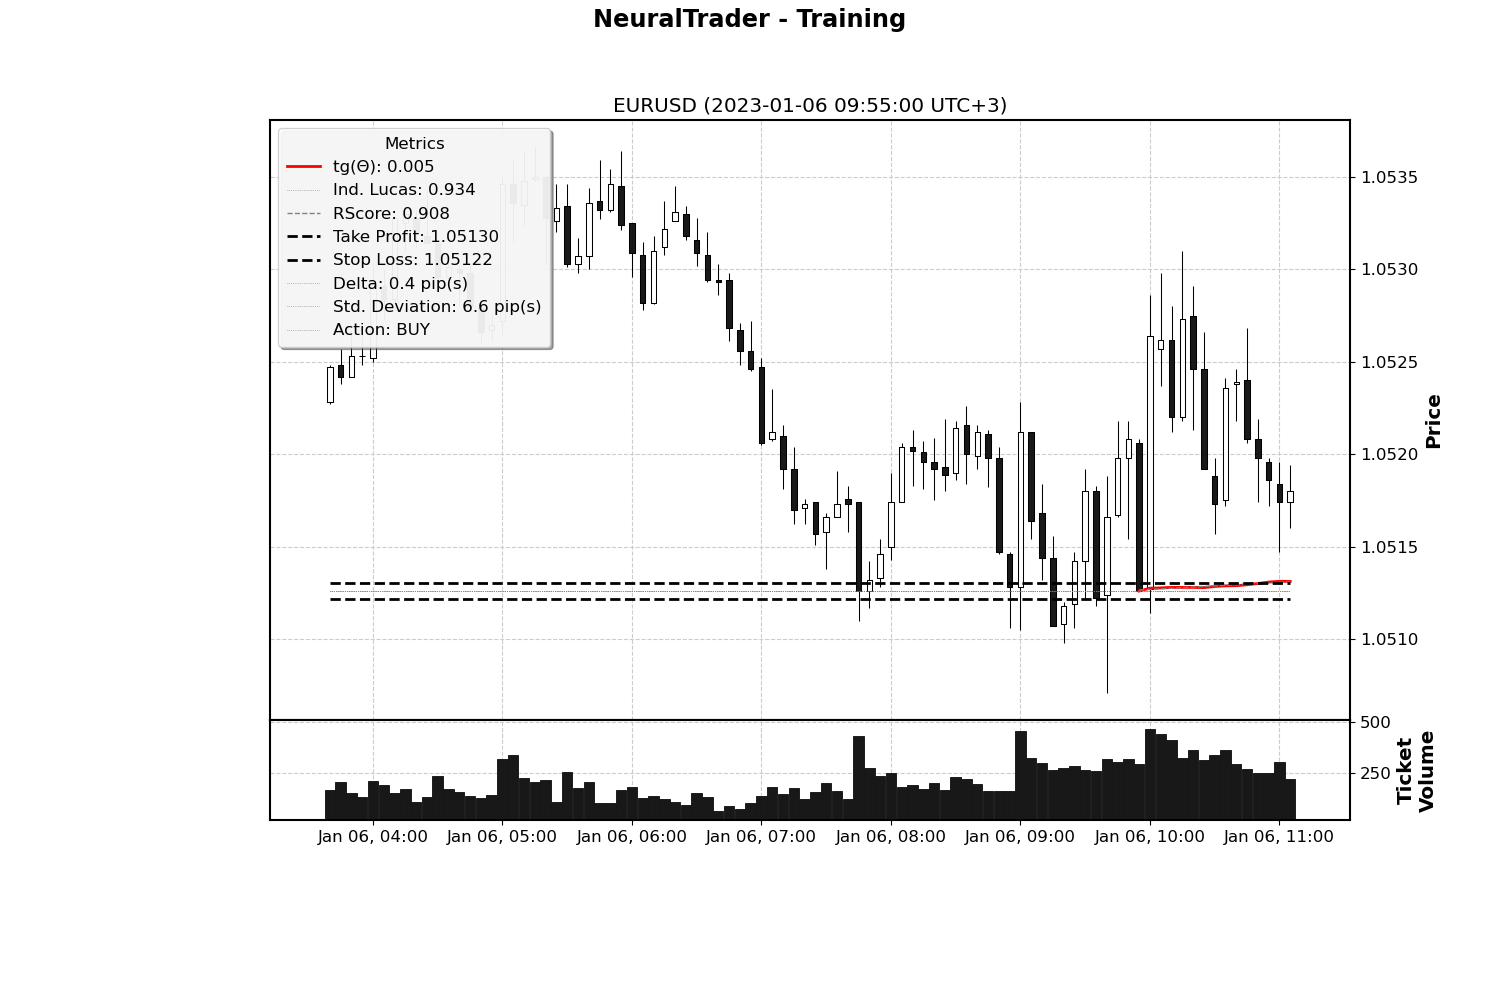 NeuralTrader - Training
EURUSD (2023-01-06 09:55:00 UTC+3)
Metrics
tg(Θ): 0.005
Ind. Lucas: 0.934
RScore: 0.908
Take Profit: 1.05130
Stop Loss: 1.05122
Delta: 0.4 pip(s)
Std. Deviation: 6.6 pip(s)
Action: BUY
1.0535
1.0530
1.0525
1.0520
1.0515
1.0510
Price
500
250
Ticket
Volume
Jan 06, 04:00
Jan 06, 05:00
Jan 06, 06:00
Jan 06, 07:00
Jan 06, 08:00
Jan 06, 09:00
Jan 06, 10:00
Jan 06, 11:00